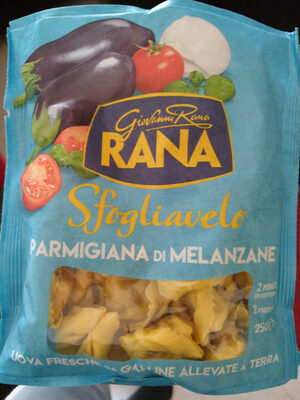 Giovanni Rana
RANA
Sfogliavelo
PARMIGIANA DI MELANZANE
2 MINUTI
DI COTTURA
2 PORZIONI
250
UOVA FRESCHE DA GALLINE ALLEVATE A TERRA